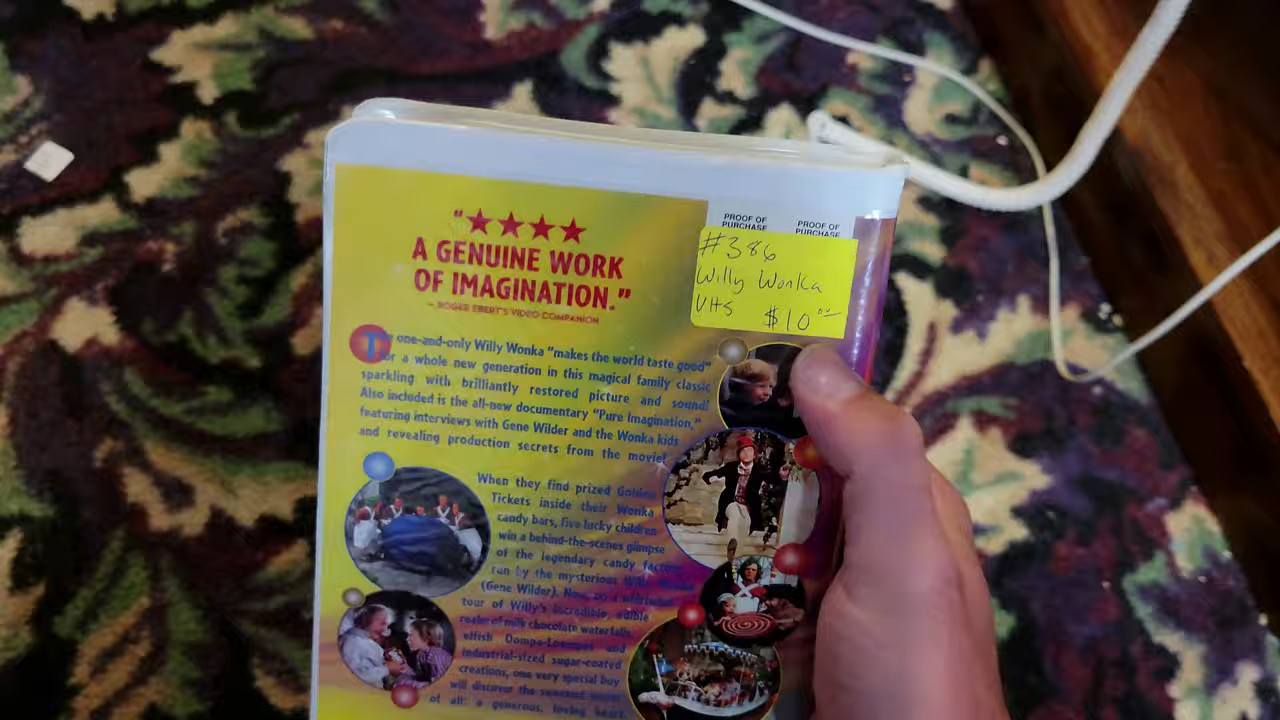 "★★★★
A GENUINE WORK
OF IMAGINATION."
– ROGER EBERT'S VIDEO COMPANION
PROOF OF
PURCHASE
PROOF OF
PURCHASE
#386
Willy Wonka
VHS $10.00
The one-and-only Willy Wonka "makes the world taste good"
for a whole new generation in this magical family classic
sparkling with brilliantly restored picture and sound!
Also included is the all-new documentary "Pure Imagination,"
featuring interviews with Gene Wilder and the Wonka kids
and revealing production secrets from the movie!
When they find prized Golden
Tickets inside their Wonka
candy bars, five lucky children
win a behind-the-scenes glimpse
of the legendary candy factory
run by the mysterious Willy Wonka
(Gene Wilder). Now, on a whirlwind
tour of Willy's incredible, edible
realm of milk chocolate waterfalls,
elfish Oompa-Loompas and
industrial-sized sugar-coated
creations, one very special boy
will discover the sweetest secret
of all: a generous, loving heart.